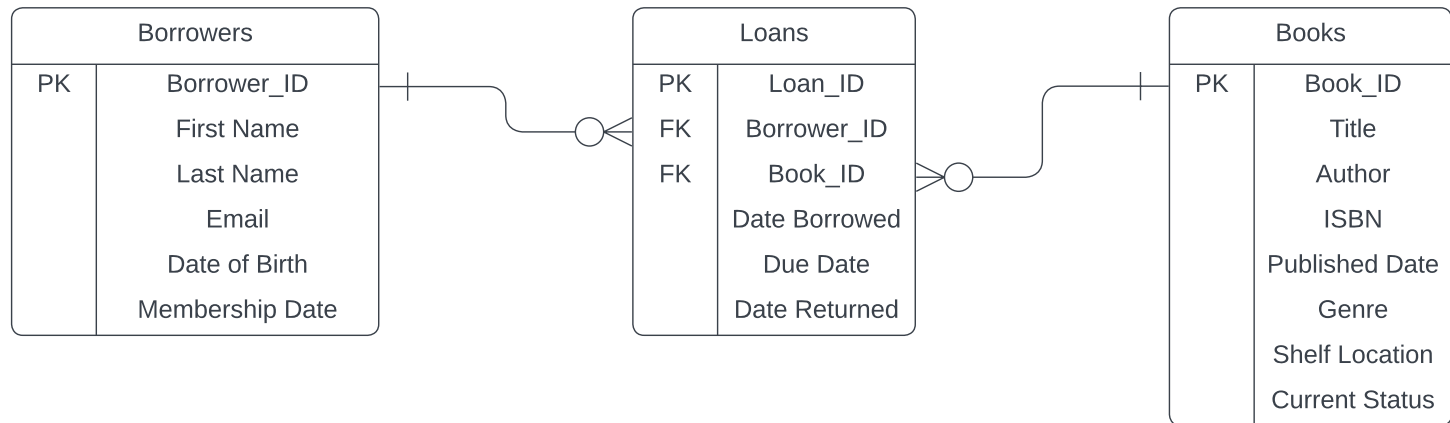 Borrowers
PK Borrower_ID
First Name
Last Name
Email
Date of Birth
Membership Date
Loans
PK Loan_ID
FK Borrower_ID
FK Book_ID
Date Borrowed
Due Date
Date Returned
Books
PK Book_ID
Title
Author
ISBN
Published Date
Genre
Shelf Location
Current Status